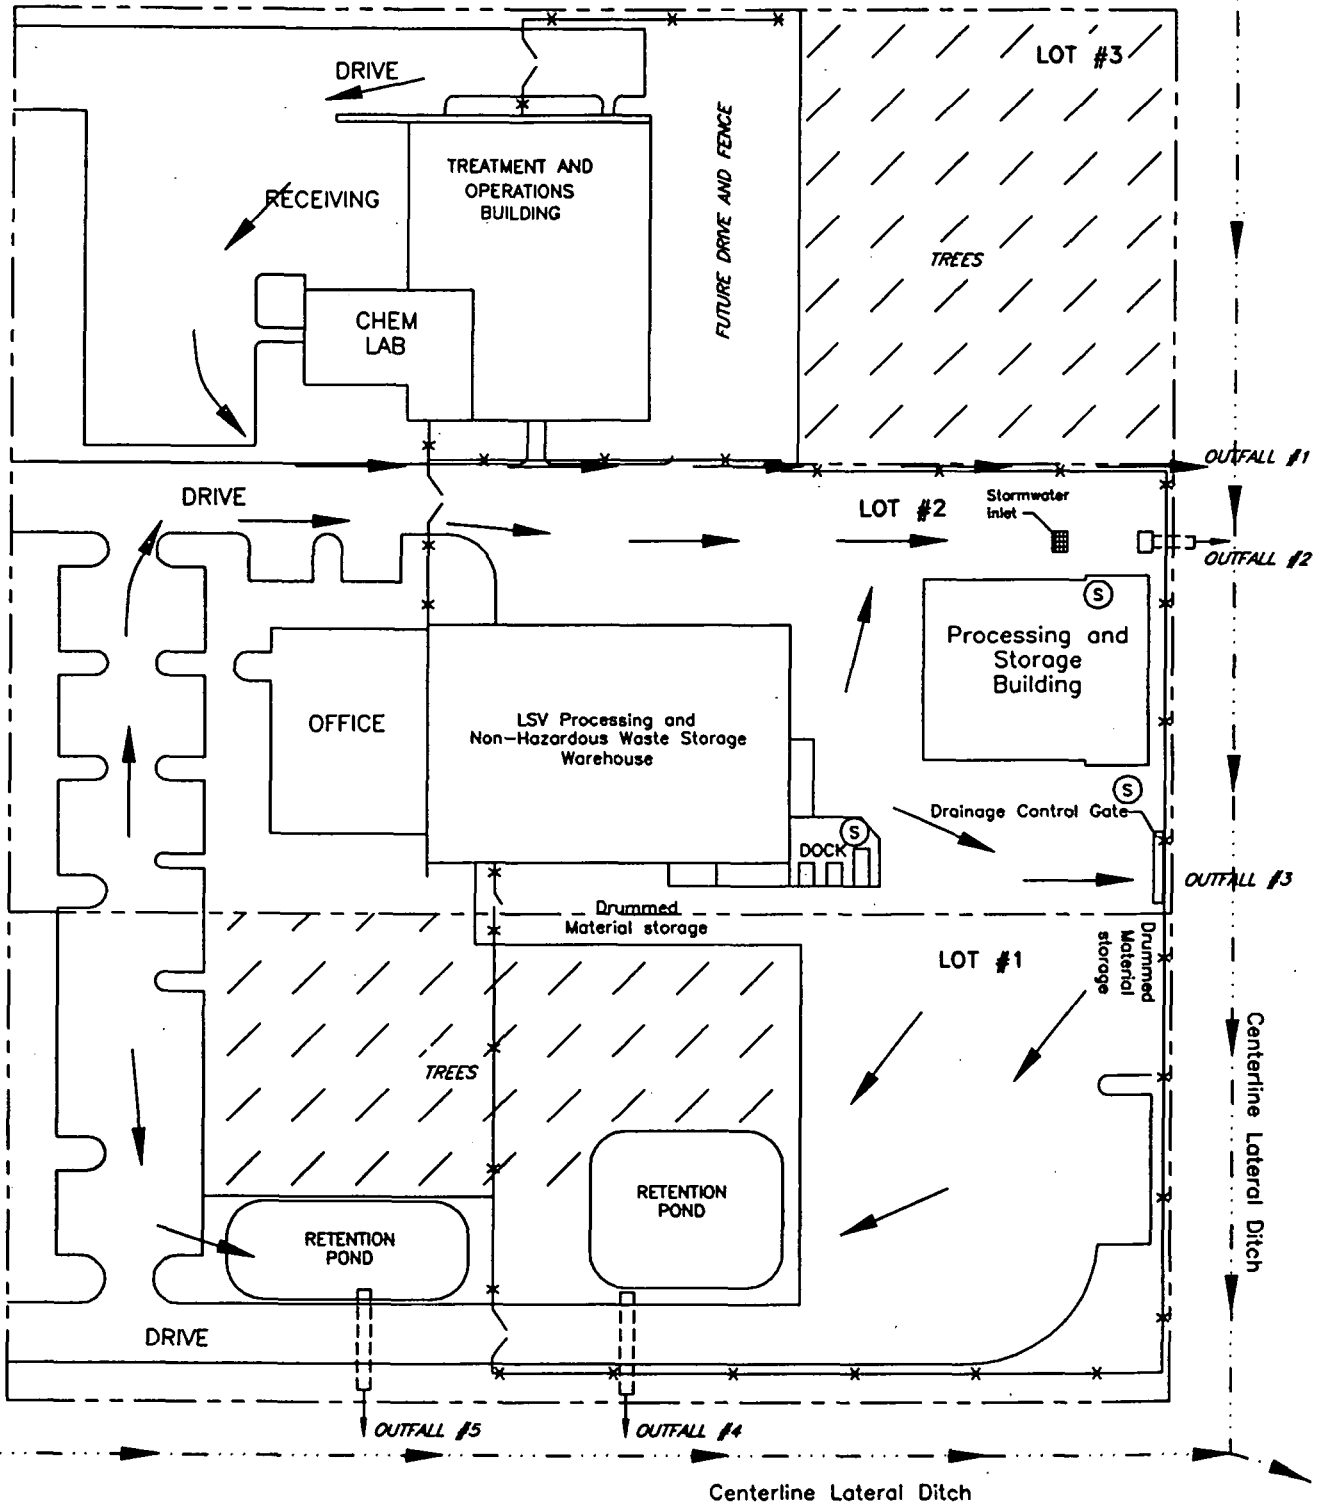 LOT #3
DRIVE
TREATMENT AND
OPERATIONS
BUILDING
FUTURE DRIVE AND FENCE
RECEIVING
TREES
CHEM
LAB
OUTFALL #1
DRIVE
LOT #2
Stormwater
inlet
OUTFALL #2
S
Processing and
Storage
Building
OFFICE
LSV Processing and
Non-Hazardous Waste Storage
Warehouse
S
Drainage Control Gate
S
DOCK
OUTFALL #3
Drummed
Material storage
LOT #1
Drummed
Material
storage
TREES
Centerline Lateral Ditch
RETENTION
POND
RETENTION
POND
DRIVE
OUTFALL #5
OUTFALL #4
Centerline Lateral Ditch